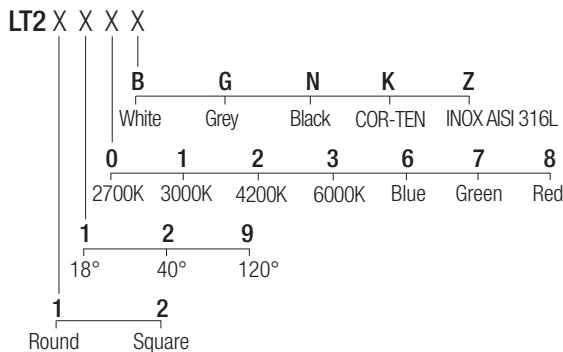 LT2 X X X X
B G N K Z
White Grey Black COR-TEN INOX AISI 316L
0 1 2 3 6 7 8
2700K 3000K 4200K 6000K Blue Green Red
1 2 9
18° 40° 120°
1 2
Round Square